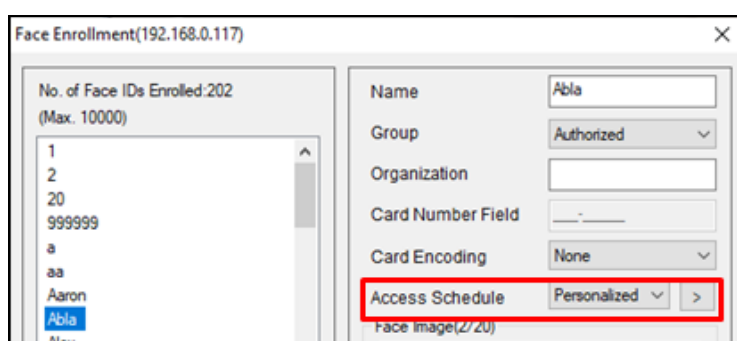 Face Enrollment(192.168.0.117)
No. of Face IDs Enrolled:202
(Max. 10000)
1
2
20
999999
a
aa
Aaron
Abla
Name
Abla
Group
Authorized
Organization
Card Number Field
___-_____
Card Encoding
None
Access Schedule
Personalized
>
Face Image(2/20)